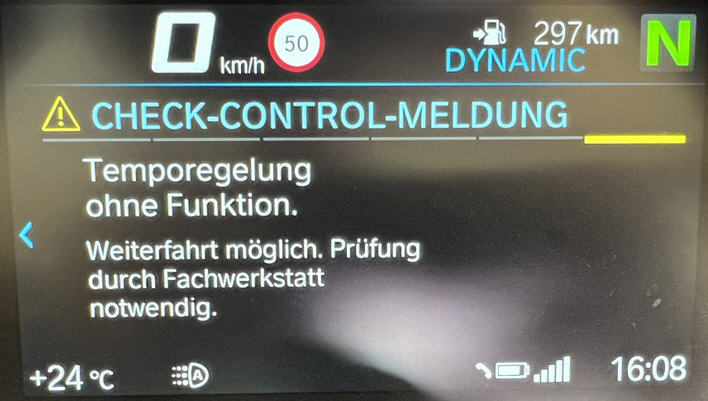 0 km/h 50 297 km N
DYNAMIC
CHECK-CONTROL-MELDUNG
Temporegelung
ohne Funktion.
Weiterfahrt möglich. Prüfung
durch Fachwerkstatt
notwendig.
+24 °C A 16:08